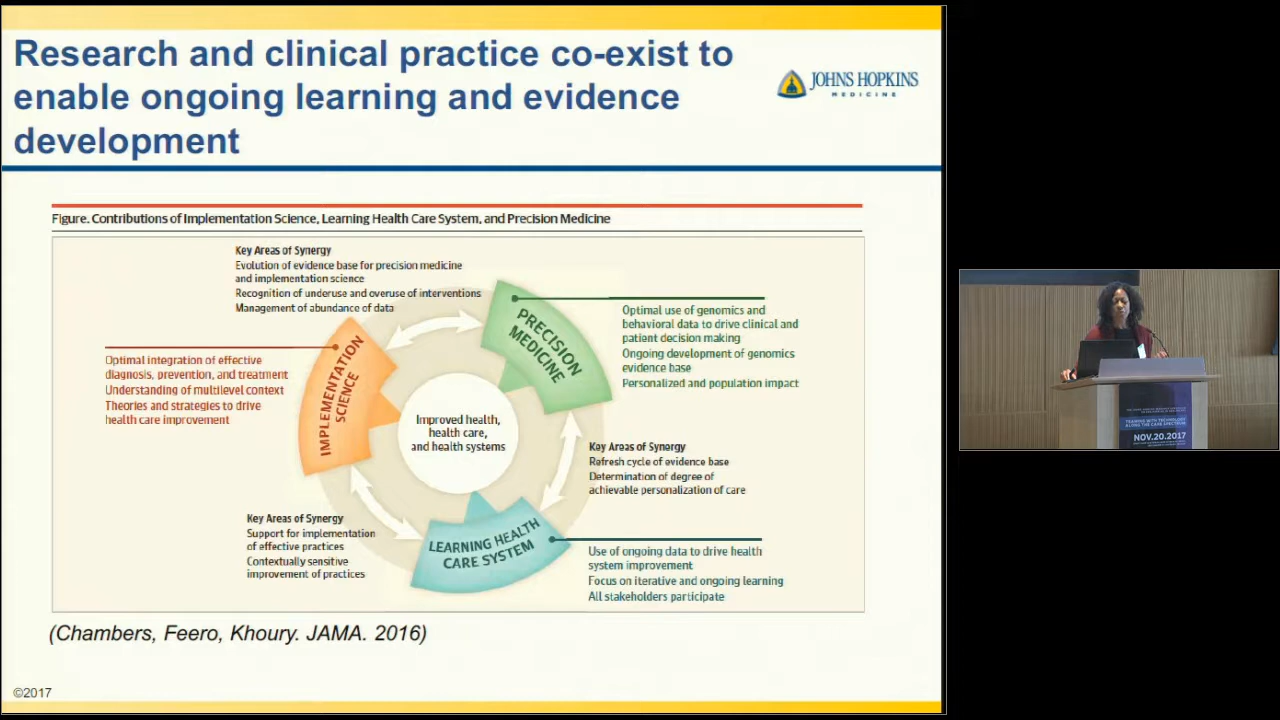 Research and clinical practice co-exist to
enable ongoing learning and evidence
development
JOHNS HOPKINS
MEDICINE
Figure. Contributions of Implementation Science, Learning Health Care System, and Precision Medicine
Key Areas of Synergy
Evolution of evidence base for precision medicine
and implementation science
Recognition of underuse and overuse of interventions
Management of abundance of data
PRECISION
MEDICINE
Optimal use of genomics and
behavioral data to drive clinical and
patient decision making
Ongoing development of genomics
evidence base
Personalized and population impact
Optimal integration of effective
diagnosis, prevention, and treatment
Understanding of multilevel context
Theories and strategies to drive
health care improvement
IMPLEMENTATION
SCIENCE
Improved health,
health care,
and health systems
Key Areas of Synergy
Refresh cycle of evidence base
Determination of degree of
achievable personalization of care
Key Areas of Synergy
Support for implementation
of effective practices
Contextually sensitive
improvement of practices
LEARNING HEALTH
CARE SYSTEM
Use of ongoing data to drive health
system improvement
Focus on iterative and ongoing learning
All stakeholders participate
(Chambers, Feero, Khoury. JAMA. 2016)
©2017
ALONG THE CARE SPECTRUM
NOV.20.2017